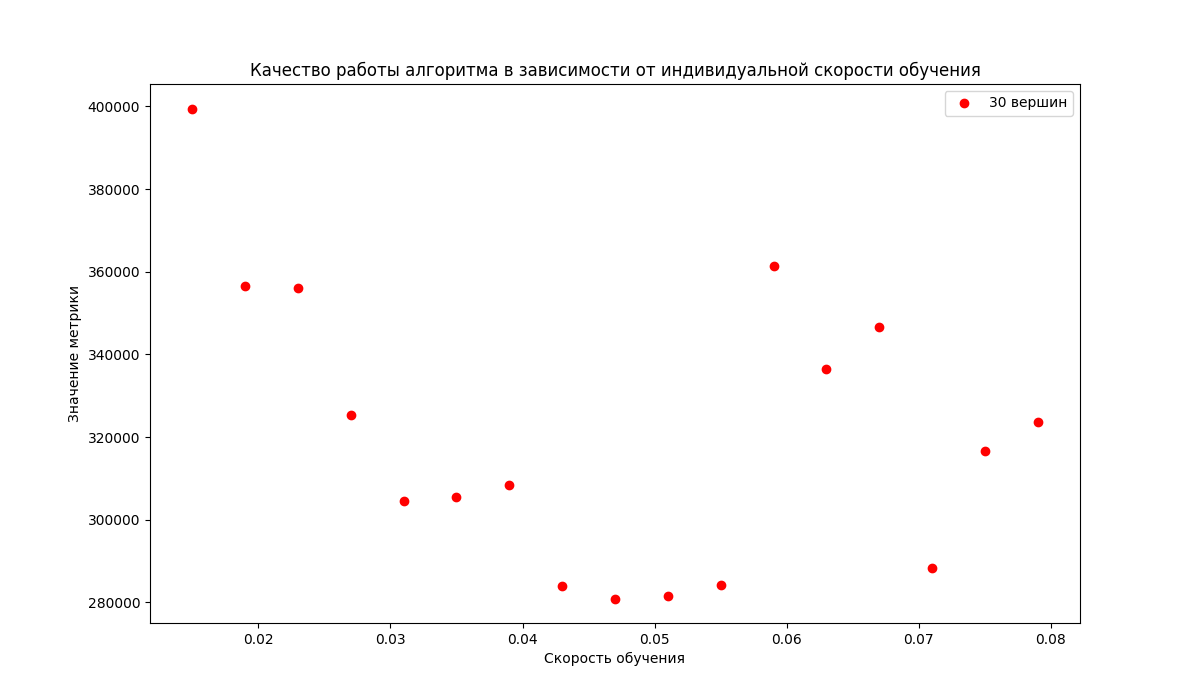 Качество работы алгоритма в зависимости от индивидуальной скорости обучения
30 вершин
400000
380000
360000
340000
320000
300000
280000
Значение метрики
0.02 0.03 0.04 0.05 0.06 0.07 0.08
Скорость обучения